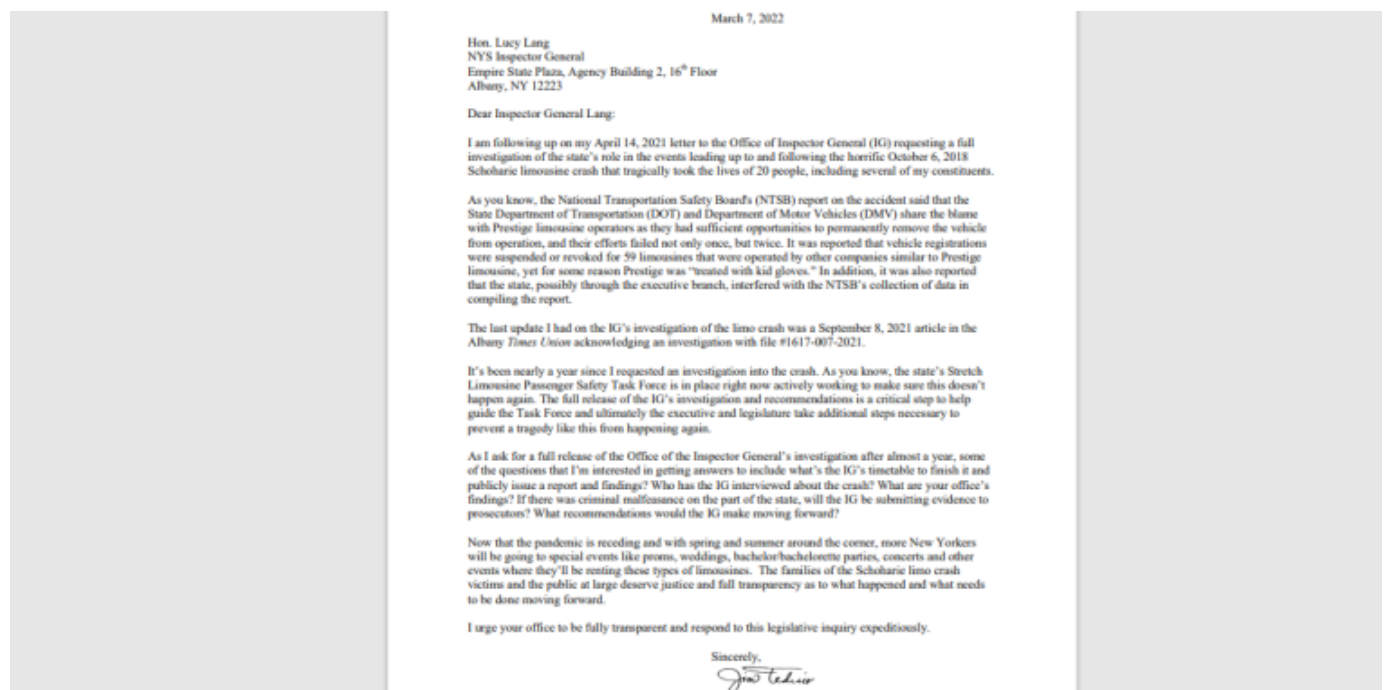 March 7, 2022
Hon. Lucy Lang
NYS Inspector General
Empire State Plaza, Agency Building 2, 16th Floor
Albany, NY 12223
Dear Inspector General Lang:
I am following up on my April 14, 2021 letter to the Office of Inspector General (IG) requesting a full
investigation of the state's role in the events leading up to and following the horrific October 6, 2018
Schoharie limousine crash that tragically took the lives of 20 people, including several of my constituents.
As you know, the National Transportation Safety Board's (NTSB) report on the accident said that the
State Department of Transportation (DOT) and Department of Motor Vehicles (DMV) share the blame
with Prestige limousine operators as they had sufficient opportunities to permanently remove the vehicle
from operation, and their efforts failed not only once, but twice. It was reported that vehicle registrations
were suspended or revoked for 59 limousines that were operated by other companies similar to Prestige
limousine, yet for some reason Prestige was "treated with kid gloves." In addition, it was also reported
that the state, possibly through the executive branch, interfered with the NTSB's collection of data in
compiling the report.
The last update I had on the IG's investigation of the limo crash was a September 8, 2021 article in the
Albany Times Union acknowledging an investigation with file #1617-007-2021.
It's been nearly a year since I requested an investigation into the crash. As you know, the state's Stretch
Limousine Passenger Safety Task Force is in place right now actively working to make sure this doesn't
happen again. The full release of the IG's investigation and recommendations is a critical step to help
guide the Task Force and ultimately the executive and legislature take additional steps necessary to
prevent a tragedy like this from happening again.
As I ask for a full release of the Office of the Inspector General's investigation after almost a year, some
of the questions that I'm interested in getting answers to include what's the IG's timetable to finish it and
publicly issue a report and findings? Who has the IG interviewed about the crash? What are your office's
findings? If there was criminal malfeasance on the part of the state, will the IG be submitting evidence to
prosecutors? What recommendations would the IG make moving forward?
Now that the pandemic is receding and with spring and summer around the corner, more New Yorkers
will be going to special events like proms, weddings, bachelor/bachelorette parties, concerts and other
events where they'll be renting these types of limousines. The families of the Schoharie limo crash
victims and the public at large deserve justice and full transparency as to what happened and what needs
to be done moving forward.
I urge your office to be fully transparent and respond to this legislative inquiry expeditiously.
Sincerely,
Jim Tedisco